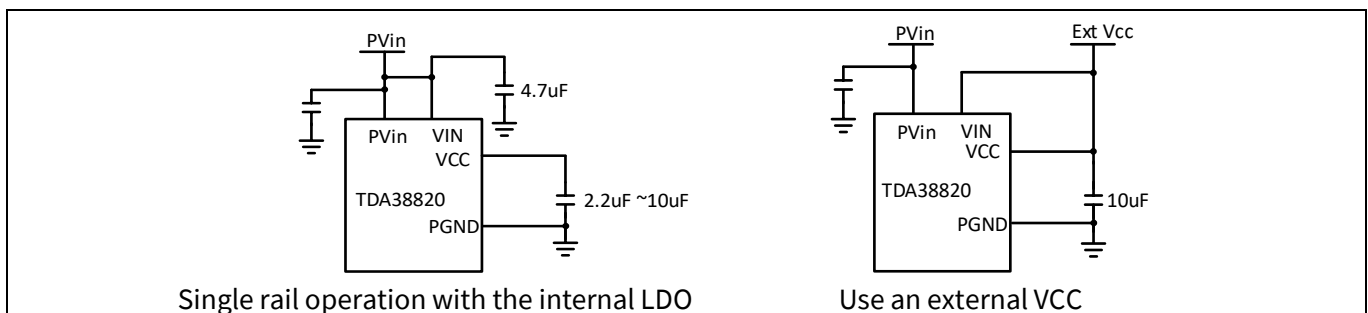 PVin
4.7uF
PVin VIN
VCC
TDA38820
2.2uF ~10uF
PGND
Single rail operation with the internal LDO
PVin Ext Vcc
PVin VIN
VCC
TDA38820
10uF
PGND
Use an external VCC